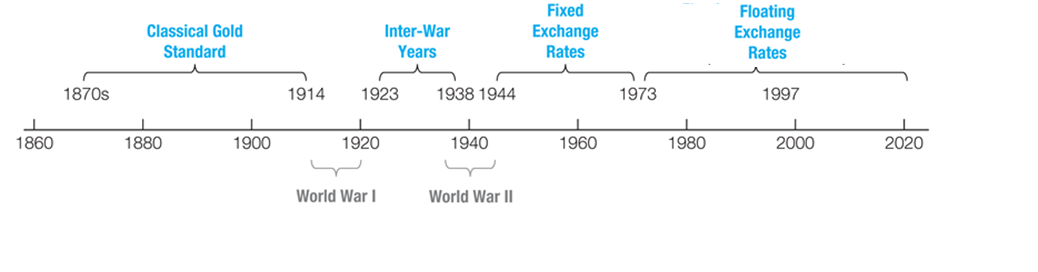 Classical Gold
Standard
Inter-War
Years
Fixed
Exchange
Rates
Floating
Exchange
Rates
1870s
1914
1923
1938
1944
1973
1997
1860
1880
1900
1920
1940
1960
1980
2000
2020
World War I
World War II